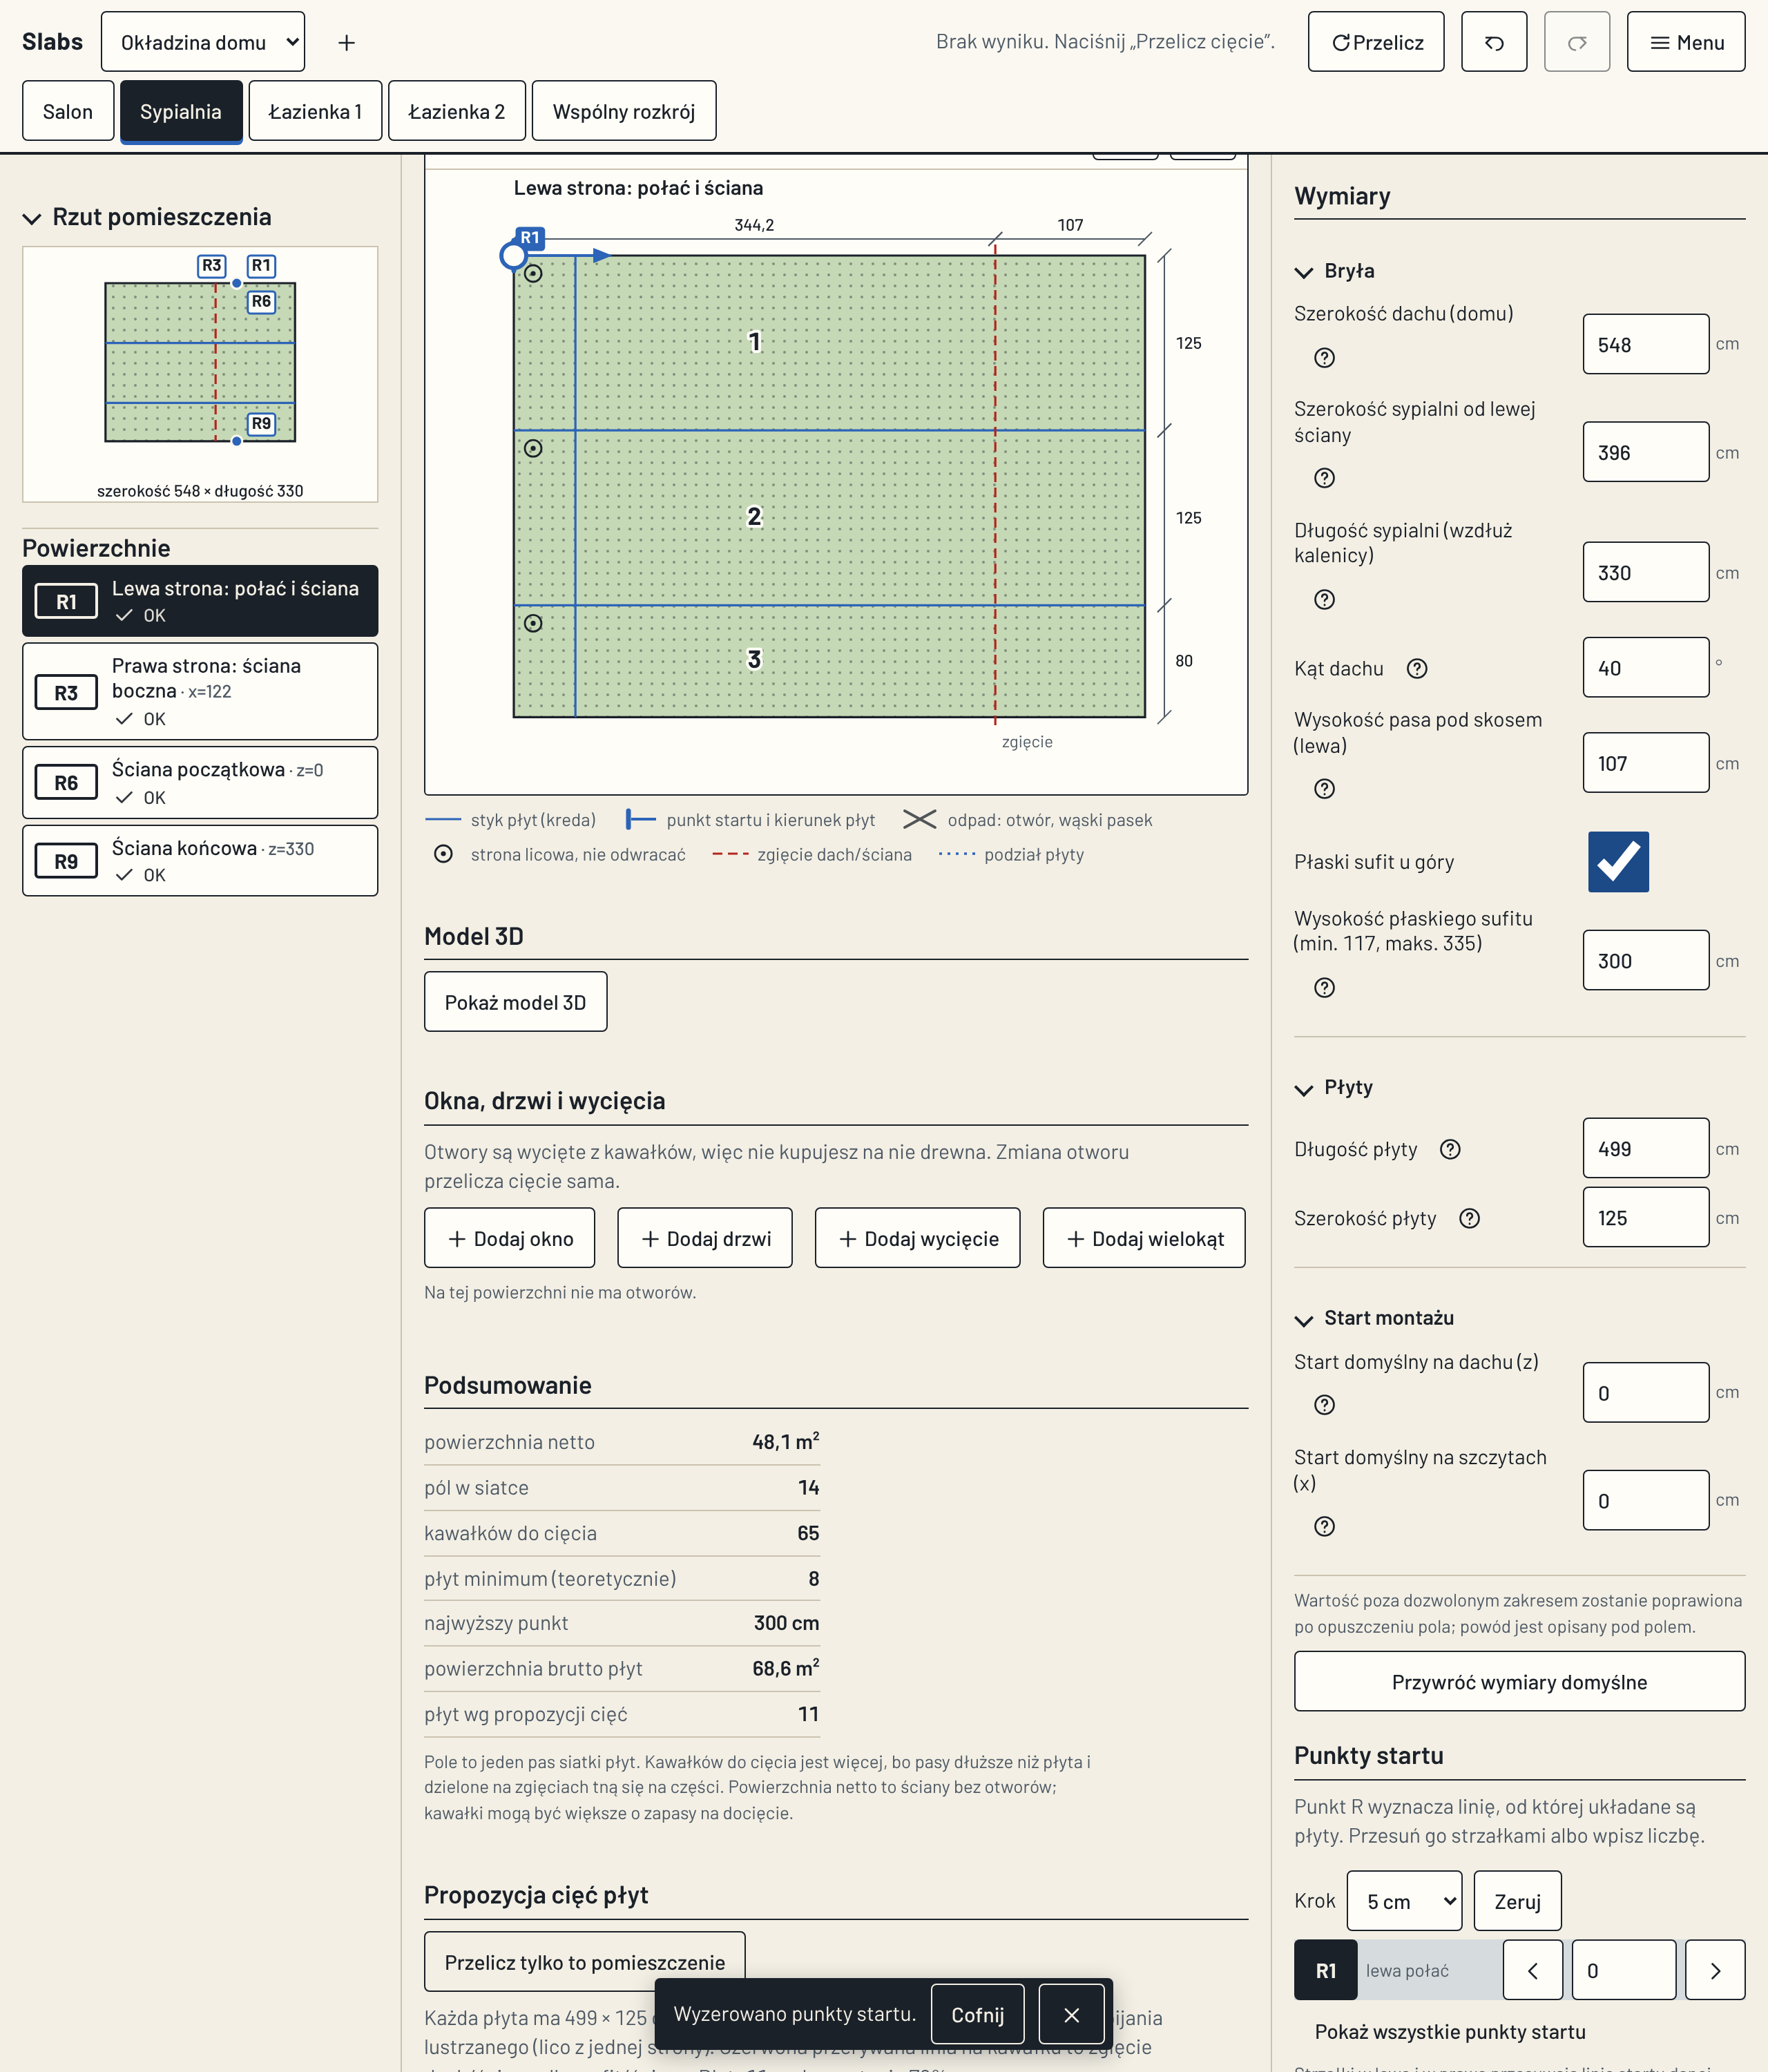 Slabs
Okładzina domu
Brak wyniku. Naciśnij „Przelicz cięcie”.
Przelicz
Menu
Salon
Sypialnia
Łazienka 1
Łazienka 2
Wspólny rozkrój
Rzut pomieszczenia
R3
R1
R6
R9
szerokość 548 × długość 330
Powierzchnie
R1
Lewa strona: połać i ściana
OK
R3
Prawa strona: ściana
boczna · x=122
OK
R6
Ściana początkowa · z=0
OK
R9
Ściana końcowa · z=330
OK
Lewa strona: połać i ściana
344,2
107
R1
1
125
2
125
3
80
zgięcie
styk płyt (kreda)
punkt startu i kierunek płyt
odpad: otwór, wąski pasek
strona licowa, nie odwracać
zgięcie dach/ściana
podział płyty
Model 3D
Pokaż model 3D
Okna, drzwi i wycięcia
Otwory są wycięte z kawałków, więc nie kupujesz na nie drewna. Zmiana otworu
przelicza cięcie sama.
Dodaj okno
Dodaj drzwi
Dodaj wycięcie
Dodaj wielokąt
Na tej powierzchni nie ma otworów.
Podsumowanie
powierzchnia netto 48,1 m²
pól w siatce 14
kawałków do cięcia 65
płyt minimum (teoretycznie) 8
najwyższy punkt 300 cm
powierzchnia brutto płyt 68,6 m²
płyt wg propozycji cięć 11
Pole to jeden pas siatki płyt. Kawałków do cięcia jest więcej, bo pasy dłuższe niż płyta i
dzielone na zgięciach tną się na części. Powierzchnia netto to ściany bez otworów;
kawałki mogą być większe o zapasy na docięcie.
Propozycja cięć płyt
Przelicz tylko to pomieszczenie
Każda płyta ma 499 × 125
lustrzanego (lico z jednej
Wyzerowano punkty startu.
Cofnij
Wymiary
Bryła
Szerokość dachu (domu)
548 cm
Szerokość sypialni od lewej
ściany
396 cm
Długość sypialni (wzdłuż
kalenicy)
330 cm
Kąt dachu
40 °
Wysokość pasa pod skosem
(lewa)
107 cm
Płaski sufit u góry
Wysokość płaskiego sufitu
(min. 117, maks. 335)
300 cm
Płyty
Długość płyty
499 cm
Szerokość płyty
125 cm
Start montażu
Start domyślny na dachu (z)
0 cm
Start domyślny na szczytach
(x)
0 cm
Wartość poza dozwolonym zakresem zostanie poprawiona
po opuszczeniu pola; powód jest opisany pod polem.
Przywróć wymiary domyślne
Punkty startu
Punkt R wyznacza linię, od której układane są
płyty. Przesuń go strzałkami albo wpisz liczbę.
Krok
5 cm
Zeruj
R1
lewa połać
0
Pokaż wszystkie punkty startu